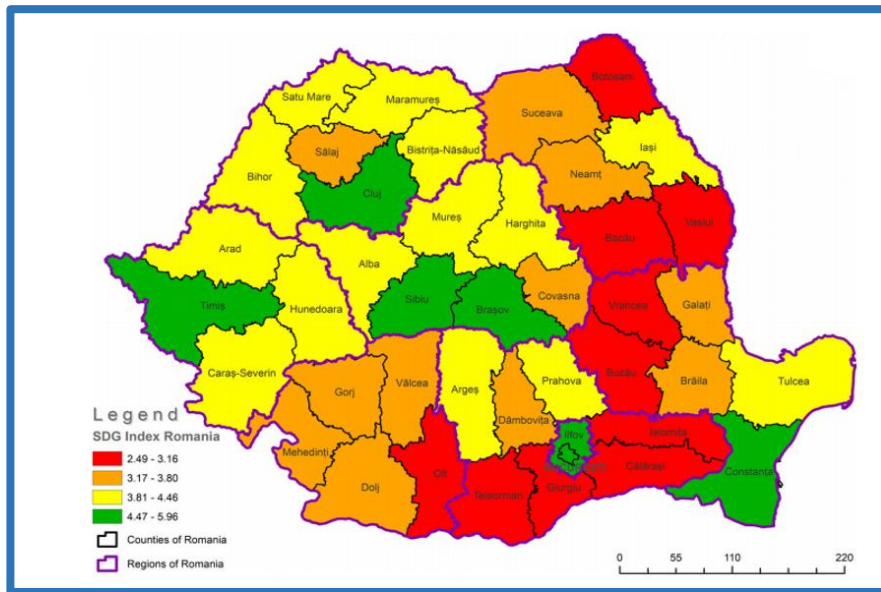 Botoșani
Satu Mare
Maramureș
Suceava
Iași
Sălaj
Bistrița-Năsăud
Neamț
Bihor
Cluj
Mureș
Harghita
Bacău
Vaslui
Arad
Alba
Timiș
Hunedoara
Sibiu
Brașov
Covasna
Vrancea
Galați
Caraș-Severin
Gorj
Vâlcea
Argeș
Prahova
Buzău
Brăila
Tulcea
Dâmbovița
Mehedinți
Ilfov
Ialomița
Dolj
Olt
Teleorman
Giurgiu
Călărași
Constanța
Legend
SDG Index Romania
2.49 - 3.16
3.17 - 3.80
3.81 - 4.46
4.47 - 5.96
Counties of Romania
Regions of Romania
0 55 110 220